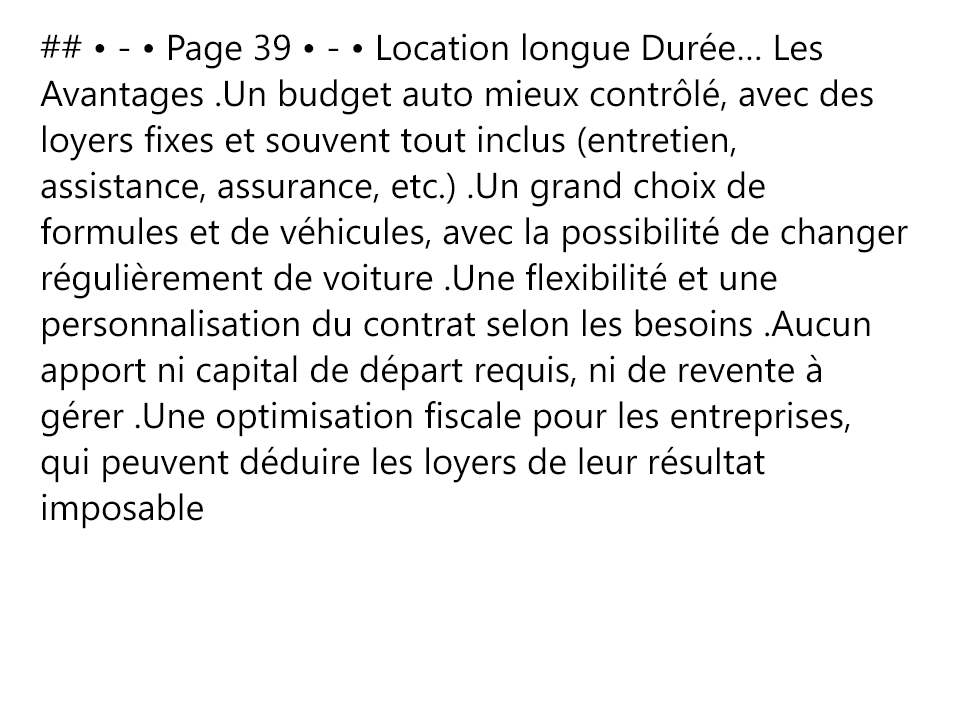 ## • - • Page 39 • - • Location longue Durée... Les
Avantages .Un budget auto mieux contrôlé, avec des
loyers fixes et souvent tout inclus (entretien,
assistance, assurance, etc.) .Un grand choix de
formules et de véhicules, avec la possibilité de changer
régulièrement de voiture .Une flexibilité et une
personnalisation du contrat selon les besoins .Aucun
apport ni capital de départ requis, ni de revente à
gérer .Une optimisation fiscale pour les entreprises,
qui peuvent déduire les loyers de leur résultat
imposable